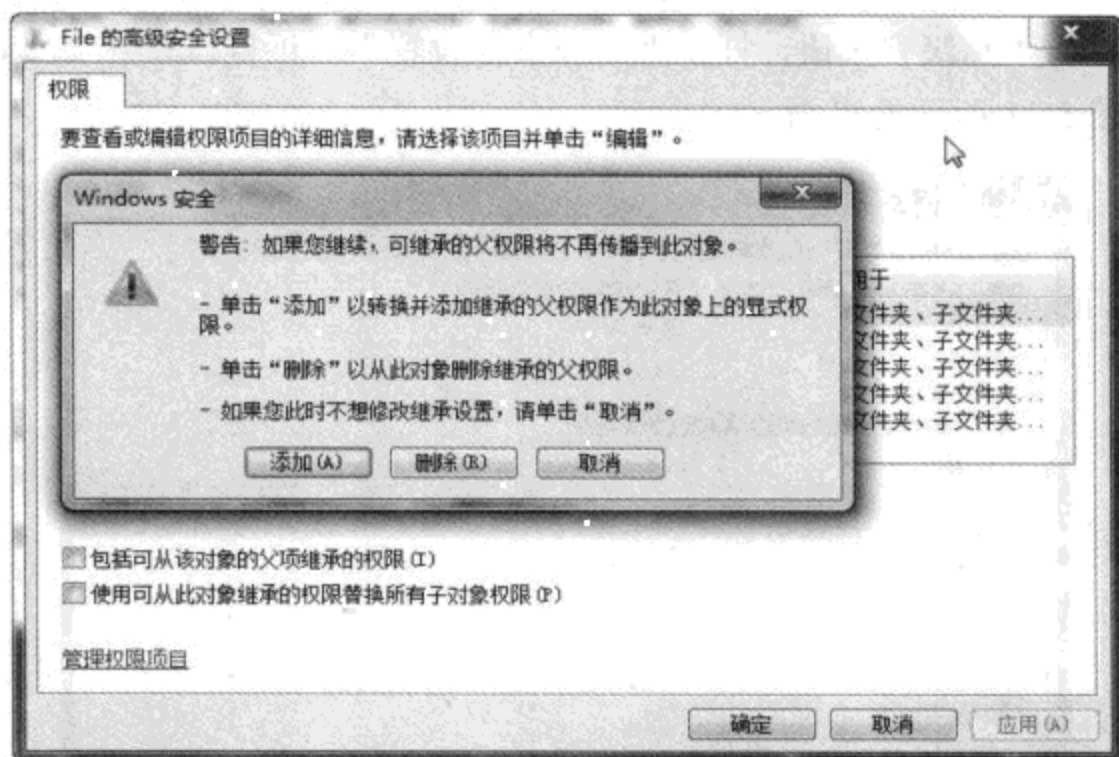 File 的高级安全设置
权限
要查看或编辑权限项目的详细信息，请选择该项目并单击“编辑”。
Windows 安全
警告: 如果您继续，可继承的父权限将不再传播到此对象。
- 单击“添加”以转换并添加继承的父权限作为此对象上的显式权
限。
- 单击“删除”以从此对象删除继承的父权限。
- 如果您此时不想修改继承设置，请单击“取消”。
添加(A) 删除(R) 取消
用于
文件夹、子文件夹...
文件夹、子文件夹...
文件夹、子文件夹...
文件夹、子文件夹...
文件夹、子文件夹...
包括可从该对象的父项继承的权限(I)
使用可从此对象继承的权限替换所有子对象权限(P)
管理权限项目
确定 取消 应用(A)